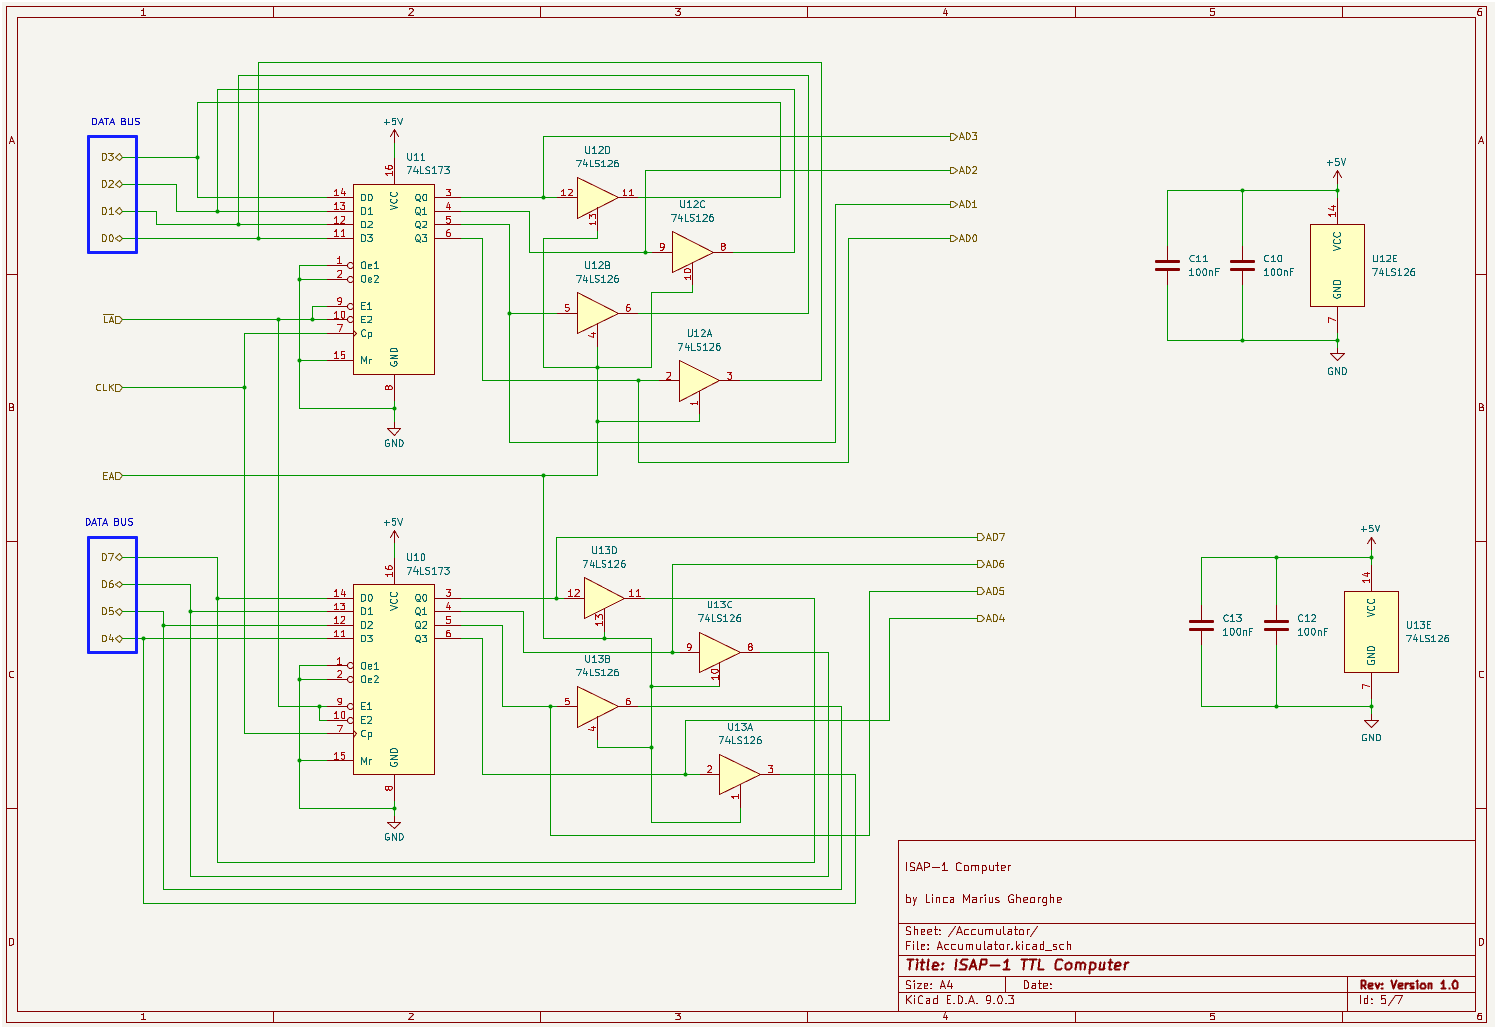 1 2 3 4 5 6
A A
B B
C C
D D
DATA BUS
D3
D2
D1
D0
LA
CLK
EA
+5V
U11
74LS173
16
VCC
14 D0 Q0 3
13 D1 Q1 4
12 D2 Q2 5
11 D3 Q3 6
1 Oe1
2 Oe2
9 E1
10 E2
7 Cp
15 Mr
GND
8
GND
U12D
74LS126
12 11
13
U12C
74LS126
9 8
10
U12B
74LS126
5 6
4
U12A
74LS126
2 3
1
AD3
AD2
AD1
AD0
+5V
14
VCC
GND
7
U12E
74LS126
C11
100nF
C10
100nF
GND
DATA BUS
D7
D6
D5
D4
+5V
U10
74LS173
16
VCC
14 D0 Q0 3
13 D1 Q1 4
12 D2 Q2 5
11 D3 Q3 6
1 Oe1
2 Oe2
9 E1
10 E2
7 Cp
15 Mr
GND
8
GND
U13D
74LS126
12 11
13
U13C
74LS126
9 8
10
U13B
74LS126
5 6
4
U13A
74LS126
2 3
1
AD7
AD6
AD5
AD4
+5V
14
VCC
GND
7
U13E
74LS126
C13
100nF
C12
100nF
GND
ISAP-1 Computer
by Linca Marius Gheorghe
Sheet: /Accumulator/
File: Accumulator.kicad_sch
Title: ISAP-1 TTL Computer
Size: A4 Date: Rev: Version 1.0
KiCad E.D.A. 9.0.3 Id: 5/7
1 2 3 4 5 6